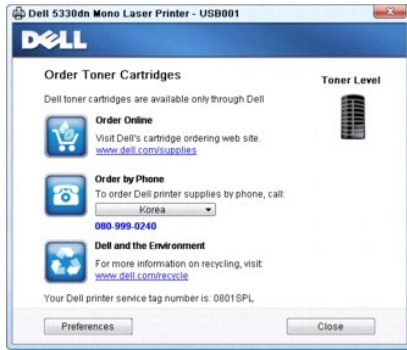 Dell 5330dn Mono Laser Printer - USB001
DELL
Order Toner Cartridges
Toner Level
Dell toner cartridges are available only through Dell
Order Online
Visit Dell's cartridge ordering web site.
www.dell.com/supplies
Order by Phone
To order Dell printer supplies by phone, call:
Korea
080-999-0240
Dell and the Environment
For more information on recycling, visit:
www.dell.com/recycle
Your Dell printer service tag number is: 0801SPL
Preferences
Close